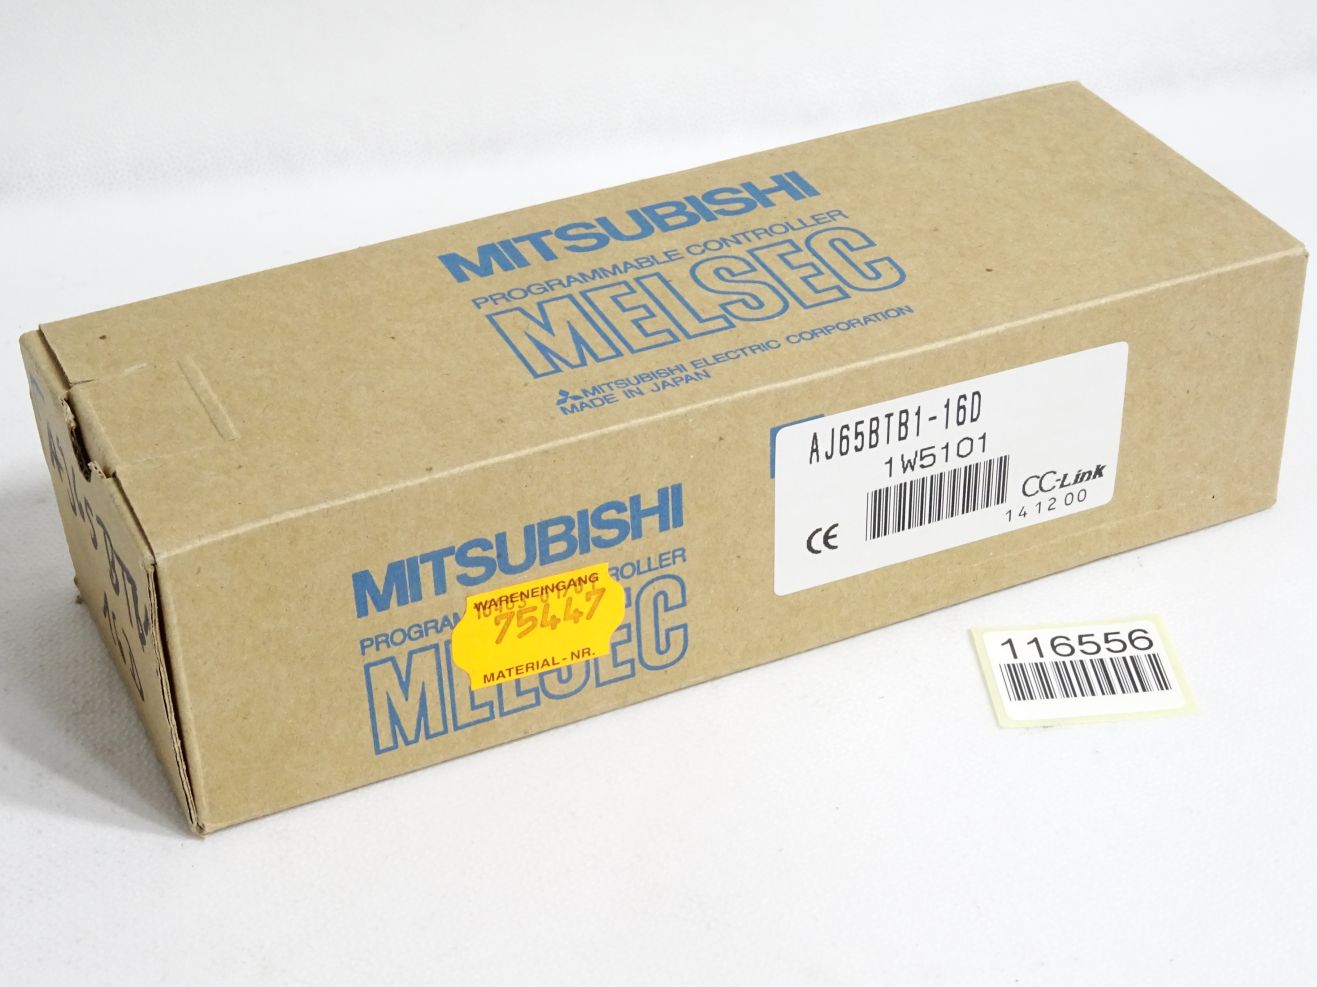 MITSUBISHI
PROGRAMMABLE CONTROLLER
MELSEC
MITSUBISHI ELECTRIC CORPORATION
MADE IN JAPAN
AJ65BTB1-16D
1W5101
CE
CC-Link
141200
MITSUBISHI
PROGRAM ROLLER
MELSEC
WARENEINGANG
75447
MATERIAL-NR.
116556